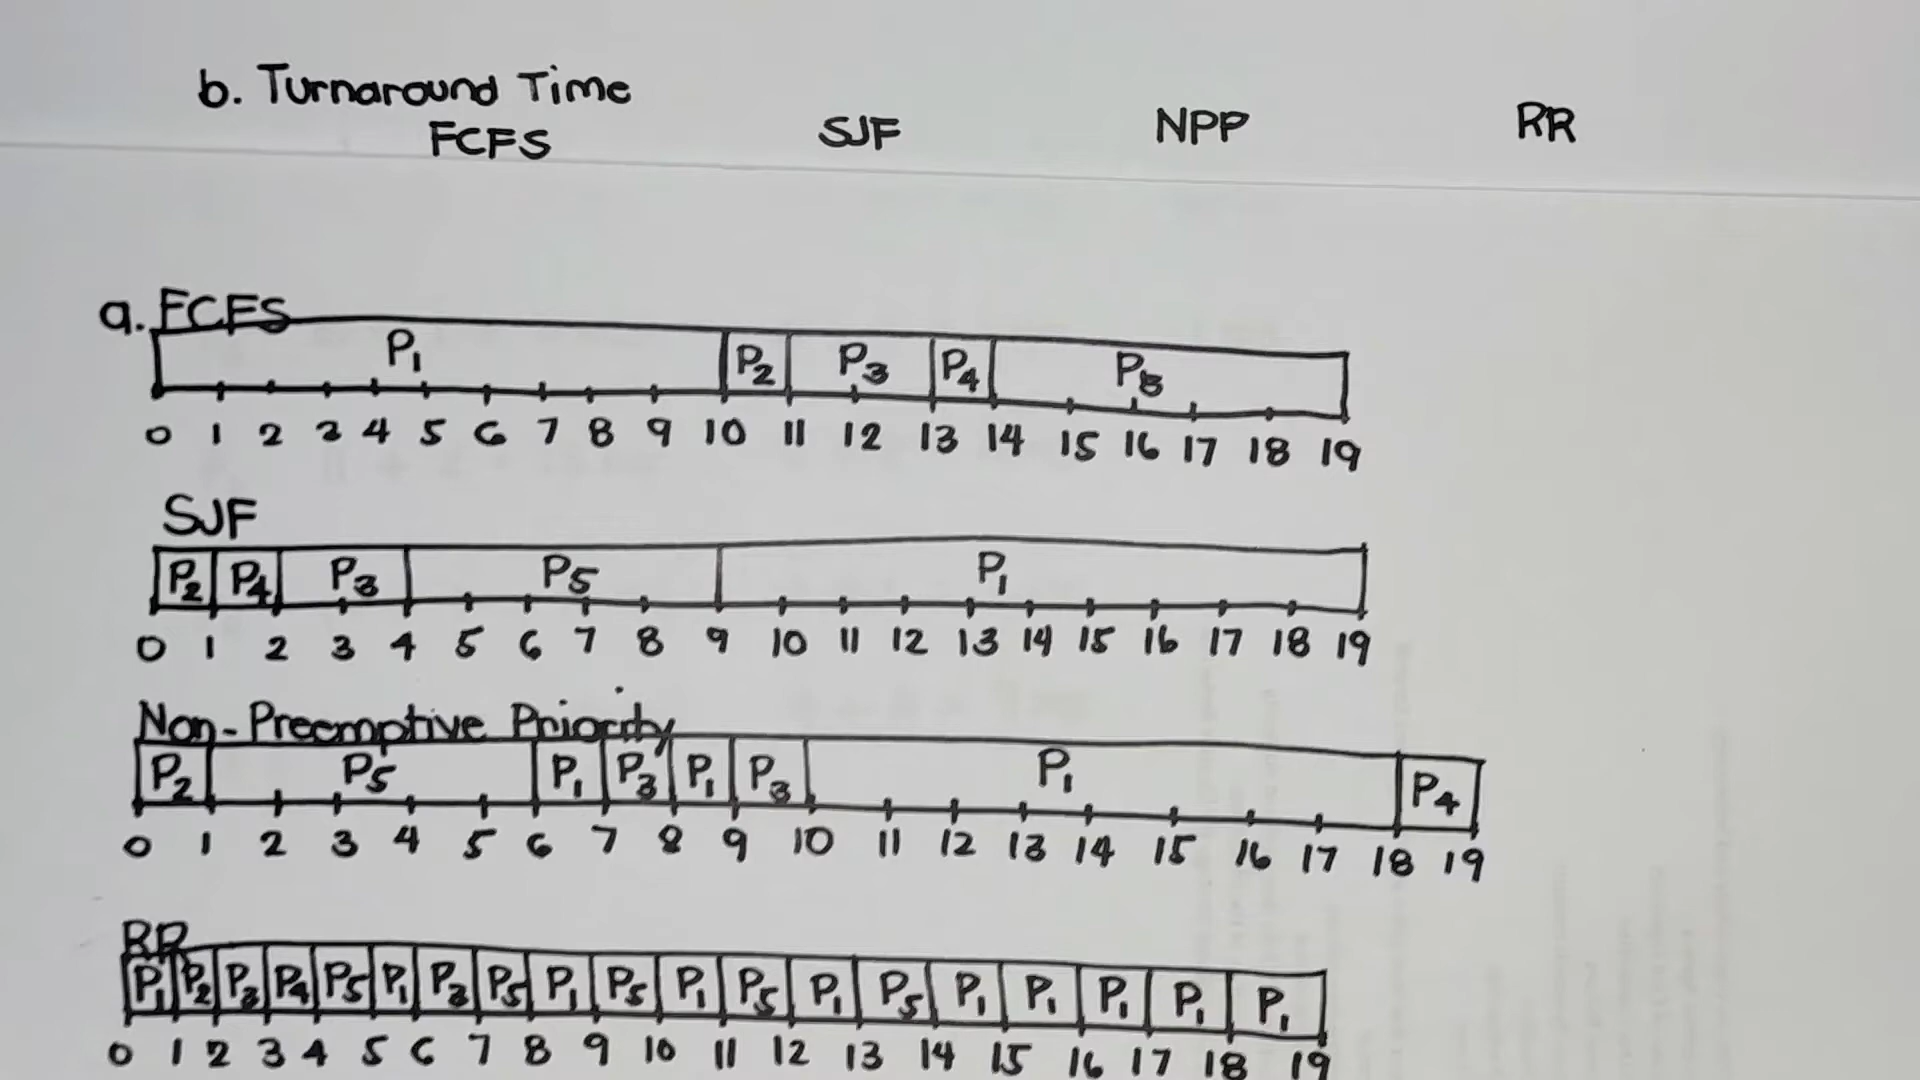 b. Turnaround Time
FCFS SJF NPP RR
a. FCFS
P1 P2 P3 P4 P5
0 1 2 3 4 5 6 7 8 9 10 11 12 13 14 15 16 17 18 19
SJF
P2 P4 P3 P5 P1
0 1 2 3 4 5 6 7 8 9 10 11 12 13 14 15 16 17 18 19
Non-Preemptive Priority
P2 P5 P1 P3 P1 P3 P1 P4
0 1 2 3 4 5 6 7 8 9 10 11 12 13 14 15 16 17 18 19
RR
P1 P2 P3 P4 P5 P1 P3 P5 P1 P5 P1 P5 P1 P5 P1 P1 P1 P1 P1
0 1 2 3 4 5 6 7 8 9 10 11 12 13 14 15 16 17 18 19